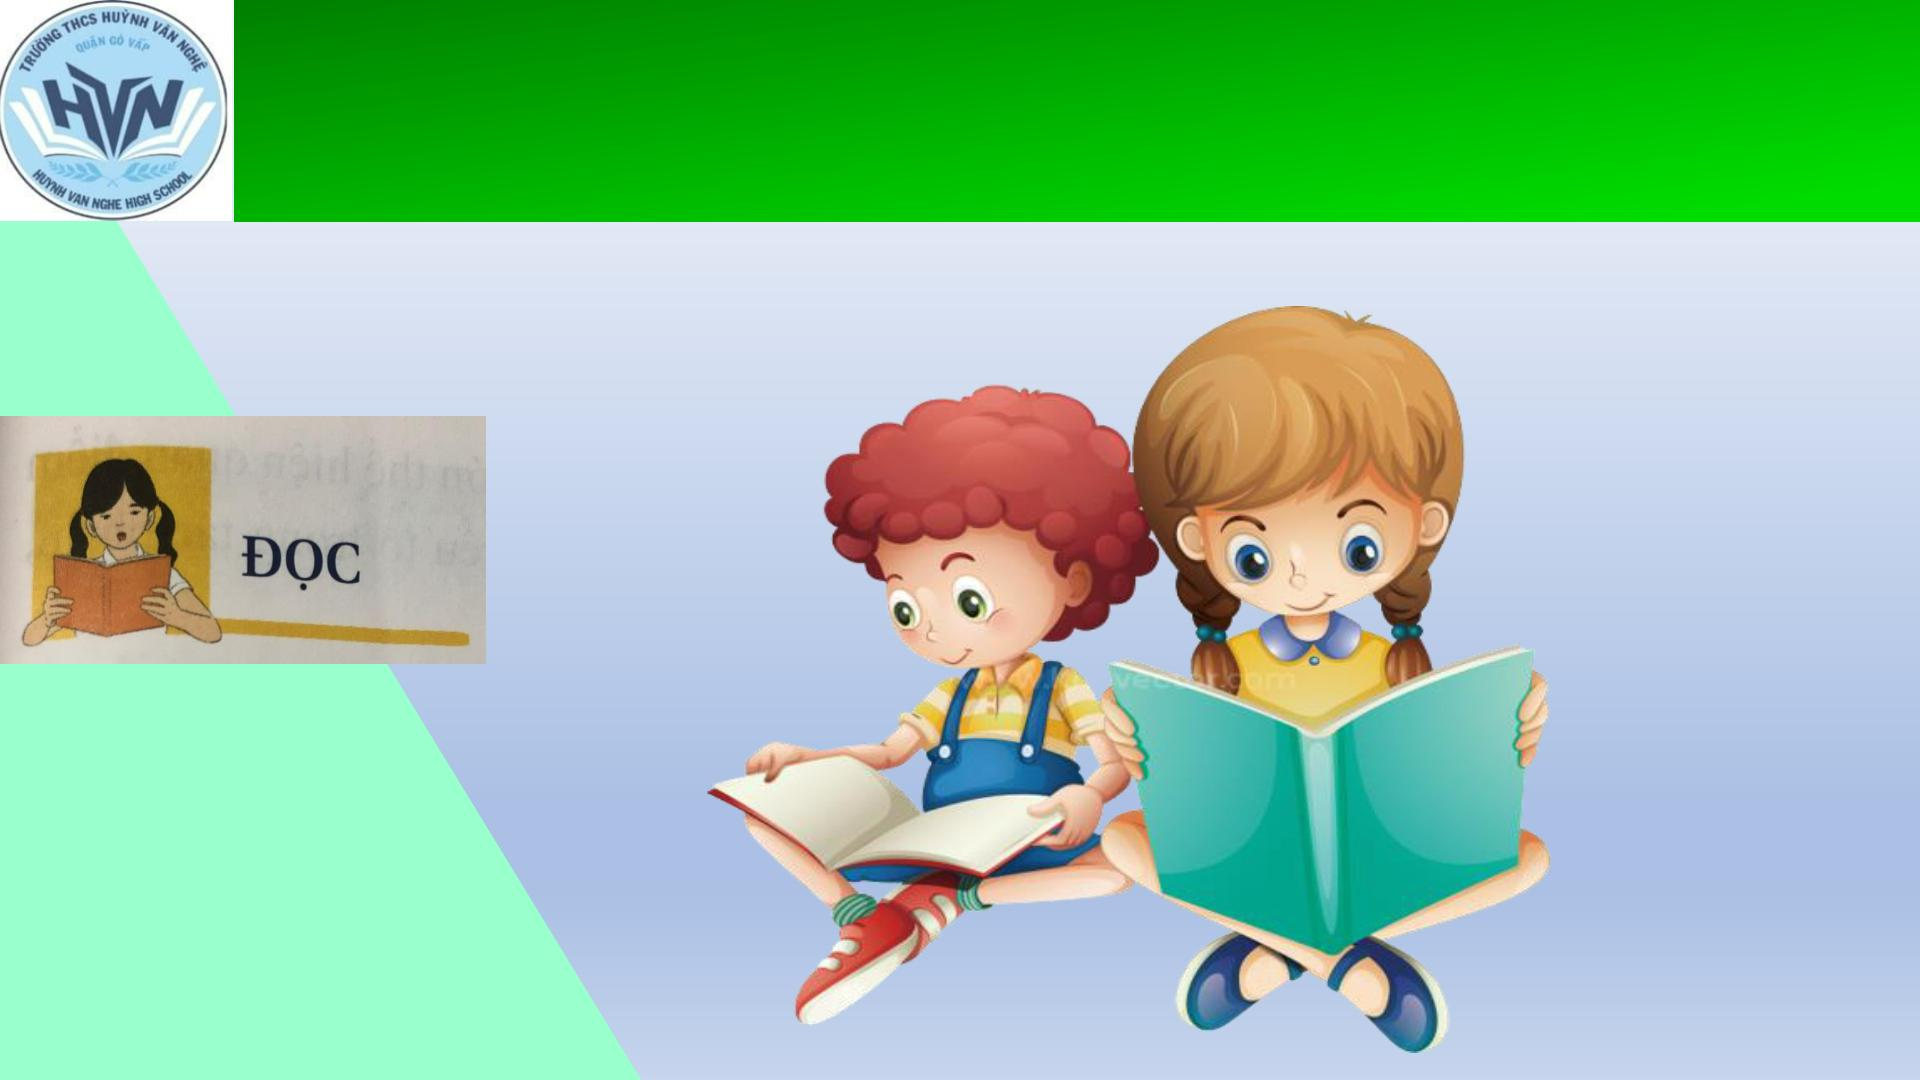 TRƯỜNG THCS HUỲNH VĂN NGHỆ
QUẬN GÒ VẤP
HVN
HUYNH VAN NGHE HIGH SCHOOL
ĐỌC